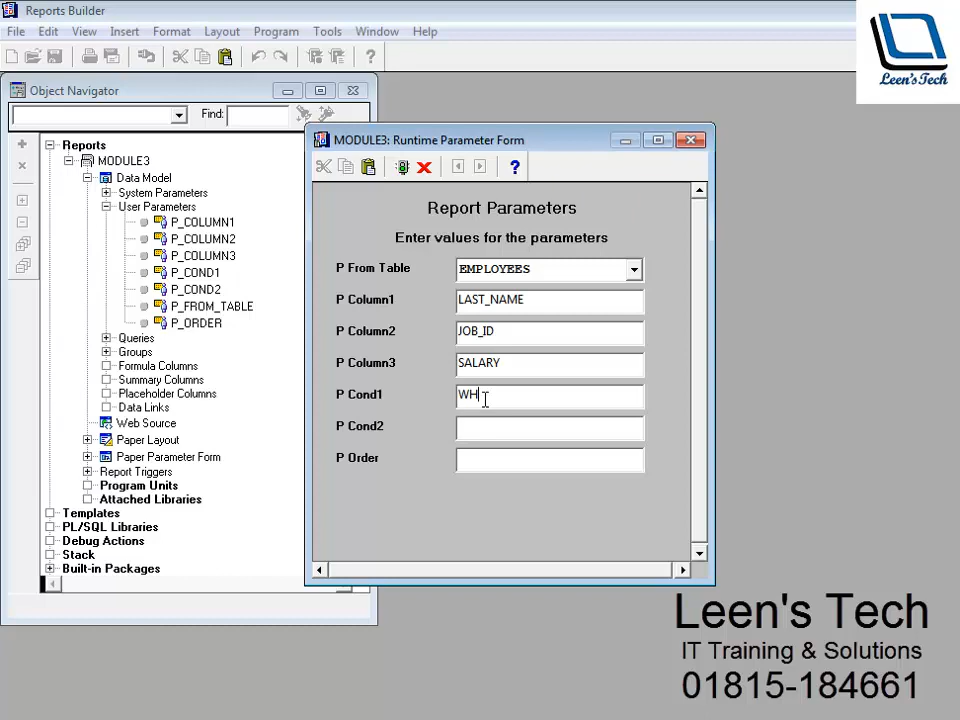 Reports Builder
File Edit View Insert Format Layout Program Tools Window Help
Leen'sTech
Object Navigator
Find:
MODULE3: Runtime Parameter Form
Reports
MODULE3
Data Model
System Parameters
User Parameters
P_COLUMN1
P_COLUMN2
P_COLUMN3
P_COND1
P_COND2
P_FROM_TABLE
P_ORDER
Queries
Groups
Formula Columns
Summary Columns
Placeholder Columns
Data Links
Web Source
Paper Layout
Paper Parameter Form
Report Triggers
Program Units
Attached Libraries
Templates
PL/SQL Libraries
Debug Actions
Stack
Built-in Packages
Report Parameters
Enter values for the parameters
P From Table EMPLOYEES
P Column1 LAST_NAME
P Column2 JOB_ID
P Column3 SALARY
P Cond1 WH
P Cond2
P Order
Leen's Tech
IT Training & Solutions
01815-184661